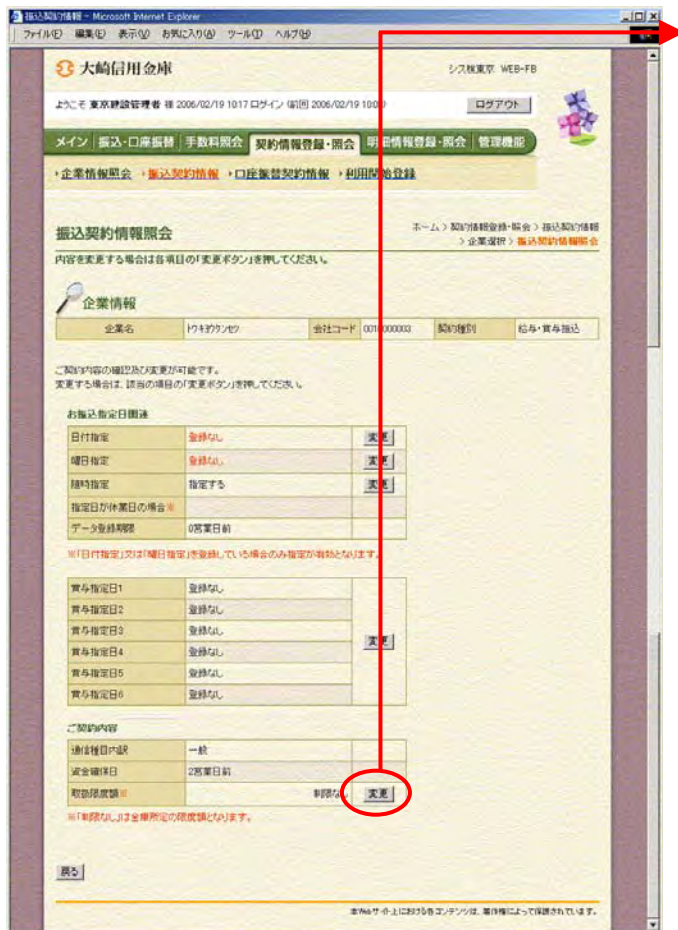 振込契約情報 - Microsoft Internet Explorer
ファイル(F) 編集(E) 表示(V) お気に入り(A) ツール(T) ヘルプ(H)
大崎信用金庫
シス検東京 WEB-FB
ようこそ 東京建設管理者 様 2006/02/19 1017 ログイン (前回 2006/02/19
ログアウト
メイン 振込・口座振替 手数料照会 契約情報登録・照会 明細情報登録・照会 管理機能
企業情報照会 振込契約情報 口座振替契約情報 利用開始登録
振込契約情報照会
ホーム > 契約情報登録・照会 > 振込契約情報
> 企業選択 > 振込契約情報照会
内容を変更する場合は各項目の「変更ボタン」を押してください。
企業情報
企業名 トウキヨウケンセツ 会社コード 0010000003 契約種別 給与・賞与振込
ご契約内容の確認及び変更が可能です。
変更する場合は、該当の項目の「変更ボタン」を押してください。
お振込指定日関連
日付指定 登録なし 変更
曜日指定 登録なし 変更
随時指定 指定する 変更
指定日が休業日の場合※
データ登録期限 0営業日前
※「日付指定」又は「曜日指定」を登録している場合のみ指定が有効となります。
賞与指定日1 登録なし
賞与指定日2 登録なし
賞与指定日3 登録なし
変更
賞与指定日4 登録なし
賞与指定日5 登録なし
賞与指定日6 登録なし
ご契約内容
通信種目内訳 一般
資金確保日 2営業日前
取扱限度額※ 制限なし 変更
※「制限なし」は金庫所定の限度額となります。
戻る
本Webサイト上における各コンテンツは、著作権によって保護されています。